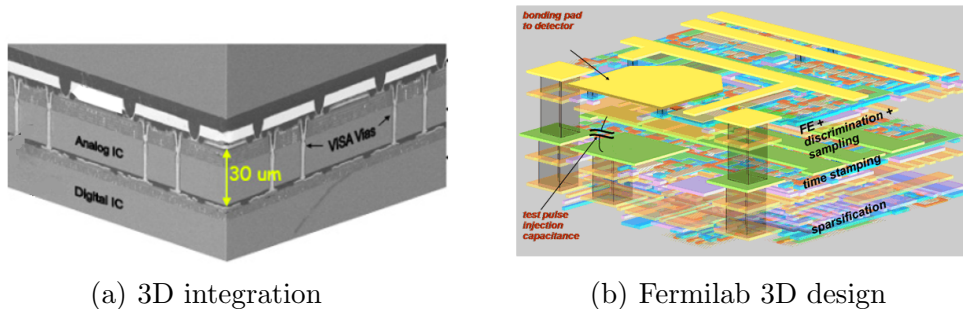 Analog IC
Digital IC
VISA Vias
30 um
(a) 3D integration
bonding pad
to detector
FE +
discrimination +
sampling
time stamping
sparsification
test pulse
injection
capacitance
(b) Fermilab 3D design